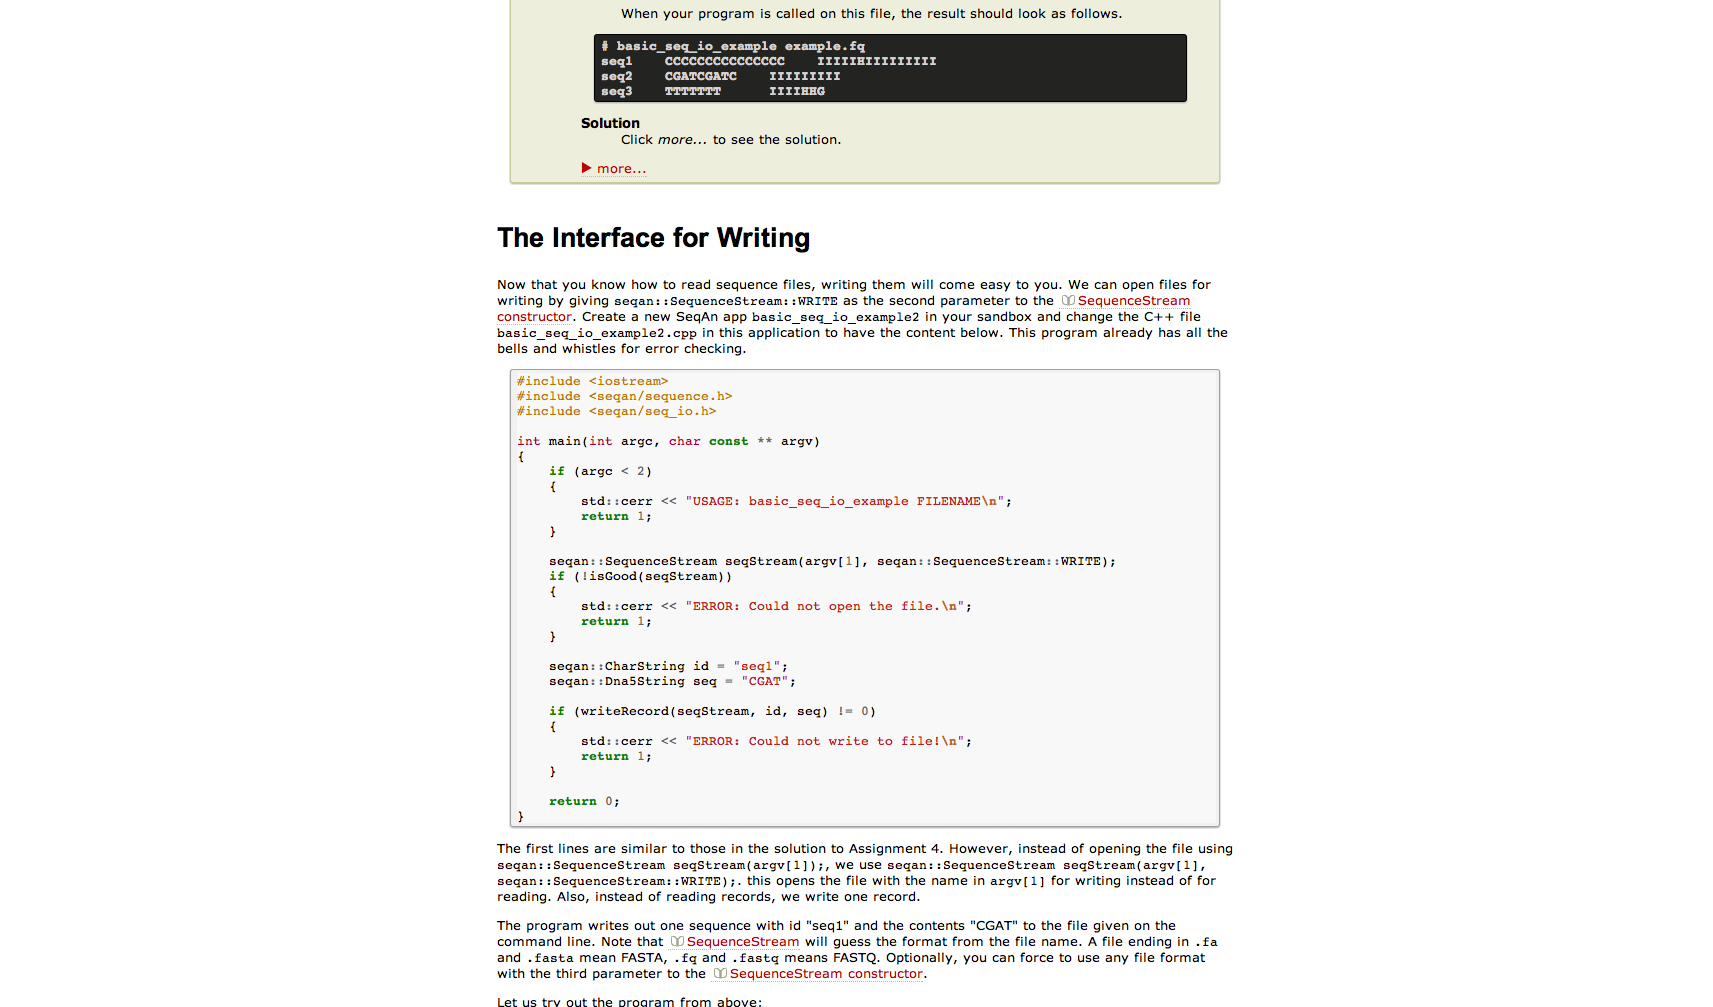 When your program is called on this file, the result should look as follows.
# basic_seq_io_example example.fq
seq1    CCCCCCCCCCCCCCC    IIIIIHIIIIIIIII
seq2    CGATCGATC    IIIIIIIII
seq3    TTTTTTT      IIIIHHG
Solution
Click more... to see the solution.
▶ more...
The Interface for Writing
Now that you know how to read sequence files, writing them will come easy to you. We can open files for
writing by giving seqan::SequenceStream::WRITE as the second parameter to the SequenceStream
constructor. Create a new SeqAn app basic_seq_io_example2 in your sandbox and change the C++ file
basic_seq_io_example2.cpp in this application to have the content below. This program already has all the
bells and whistles for error checking.
#include <iostream>
#include <seqan/sequence.h>
#include <seqan/seq_io.h>
int main(int argc, char const ** argv)
{
    if (argc < 2)
    {
        std::cerr << "USAGE: basic_seq_io_example FILENAME\n";
        return 1;
    }
    seqan::SequenceStream seqStream(argv[1], seqan::SequenceStream::WRITE);
    if (!isGood(seqStream))
    {
        std::cerr << "ERROR: Could not open the file.\n";
        return 1;
    }
    seqan::CharString id = "seq1";
    seqan::Dna5String seq = "CGAT";
    if (writeRecord(seqStream, id, seq) != 0)
    {
        std::cerr << "ERROR: Could not write to file!\n";
        return 1;
    }
    return 0;
}
The first lines are similar to those in the solution to Assignment 4. However, instead of opening the file using
seqan::SequenceStream seqStream(argv[1]);, we use seqan::SequenceStream seqStream(argv[1],
seqan::SequenceStream::WRITE);. this opens the file with the name in argv[1] for writing instead of for
reading. Also, instead of reading records, we write one record.
The program writes out one sequence with id "seq1" and the contents "CGAT" to the file given on the
command line. Note that SequenceStream will guess the format from the file name. A file ending in .fa
and .fasta mean FASTA, .fq and .fastq means FASTQ. Optionally, you can force to use any file format
with the third parameter to the SequenceStream constructor.
Let us try out the program from above: